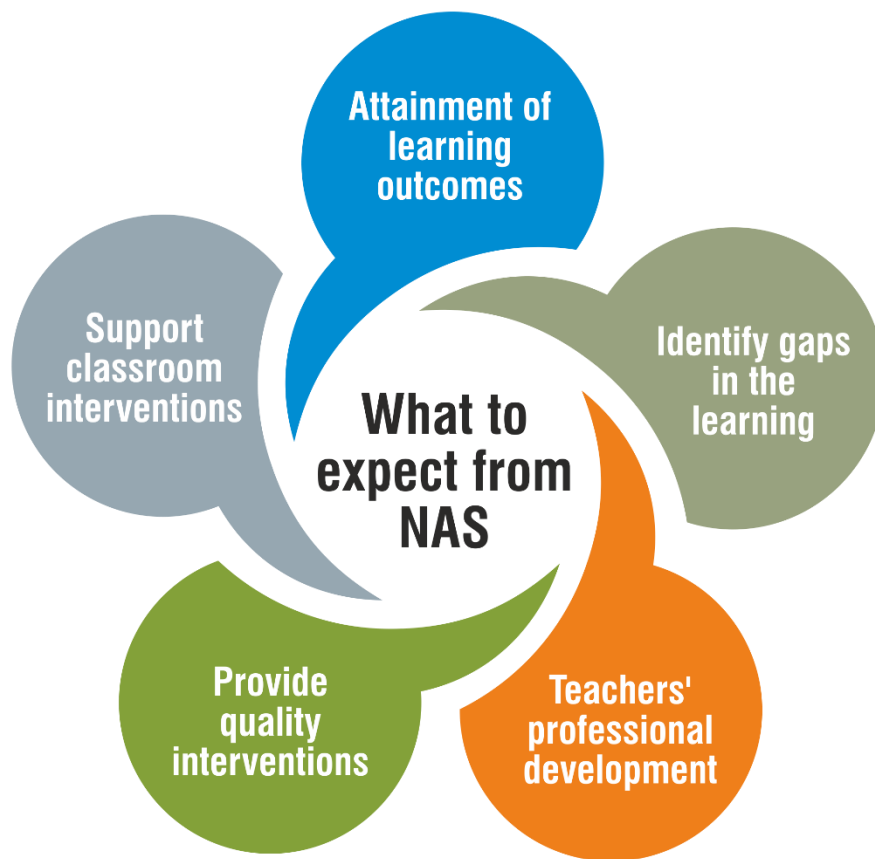 Attainment of
learning
outcomes
Identify gaps
in the
learning
Teachers'
professional
development
Provide
quality
interventions
Support
classroom
interventions
What to
expect from
NAS